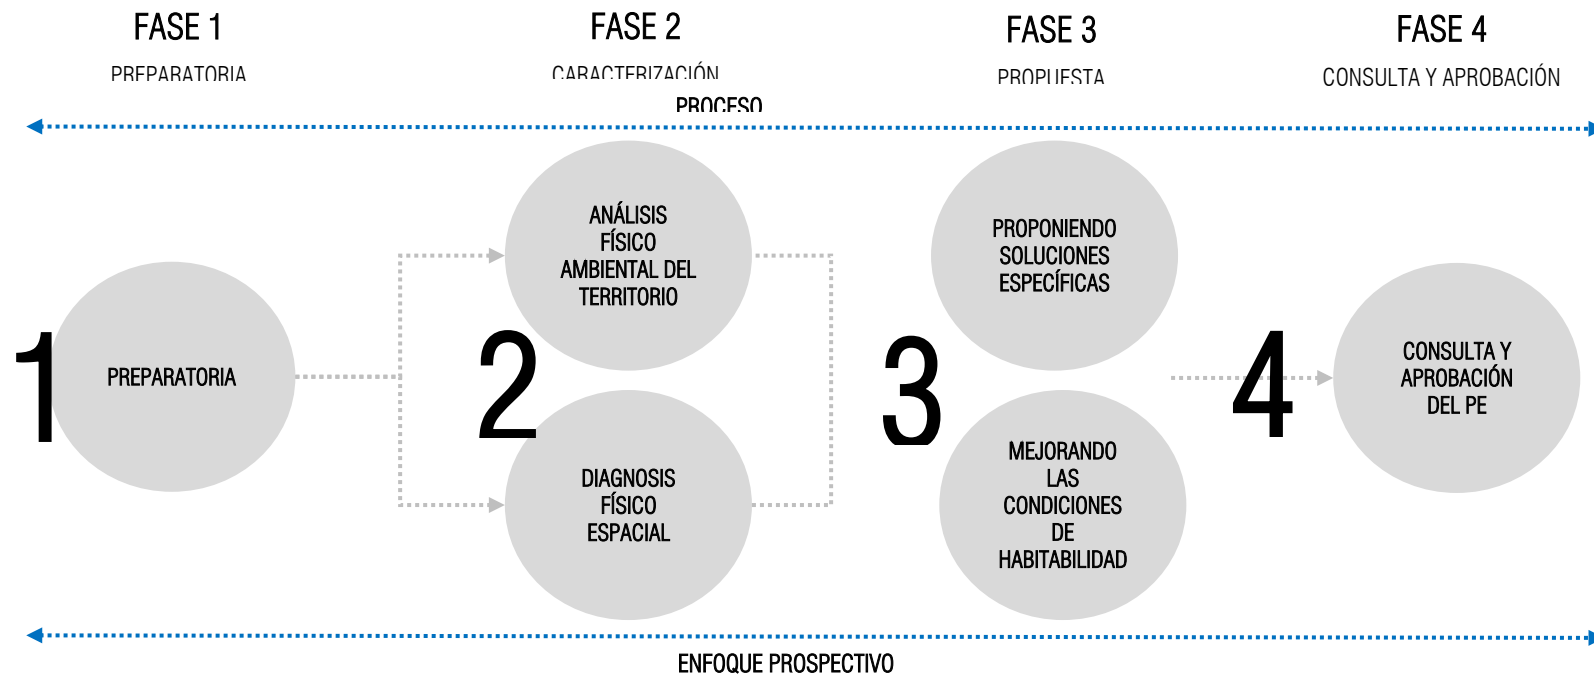 FASE 1
PREPARATORIA
FASE 2
CARACTERIZACIÓN
FASE 3
PROPUESTA
FASE 4
CONSULTA Y APROBACIÓN
PROCESO
1
PREPARATORIA
2
ANÁLISIS
FÍSICO
AMBIENTAL DEL
TERRITORIO
DIAGNOSIS
FÍSICO
ESPACIAL
3
PROPONIENDO
SOLUCIONES
ESPECÍFICAS
MEJORANDO
LAS
CONDICIONES
DE
HABITABILIDAD
4
CONSULTA Y
APROBACIÓN
DEL PE
ENFOQUE PROSPECTIVO